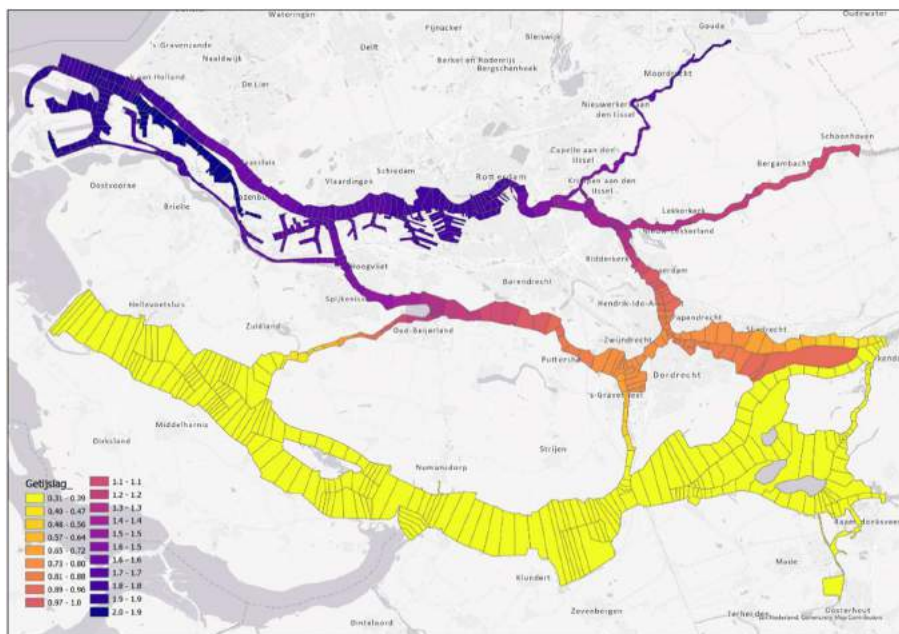 Wateringen
Fijnacker
Bleiswijk
Gouda
Oudewater
's-Gravenzande
Delft
Naaldwijk
Berkel en Rodenrijs
Bergschenhoek
Moordrecht
De Lier
Nieuwerkerk aan
den IJssel
Schoonhoven
Capelle aan den
IJssel
Bergambacht
Vlaardingen
Schiedam
Rotterdam
Krimpen aan den
IJssel
Oostvoorne
Brielle
Lekkerkerk
Nieuw-Lekkerland
Hoogvliet
Ridderkerk
Barendrecht
Hellevoetsluis
Spijkenisse
Papendrecht
Zuidland
Oud-Beijerland
Zwijndrecht
Sliedrecht
Dordrecht
Middelharnis
Strijen
Dirksland
Numansdorp
Klundert
Made
Zevenbergen
Oosterhout
Dinteloord
Getijslag_
0.31 - 0.39
0.40 - 0.47
0.48 - 0.56
0.57 - 0.64
0.65 - 0.72
0.73 - 0.80
0.81 - 0.88
0.89 - 0.96
0.97 - 1.0
1.1 - 1.1
1.2 - 1.2
1.3 - 1.3
1.4 - 1.4
1.5 - 1.5
1.6 - 1.5
1.6 - 1.6
1.7 - 1.7
1.8 - 1.8
1.9 - 1.9
2.0 - 1.9